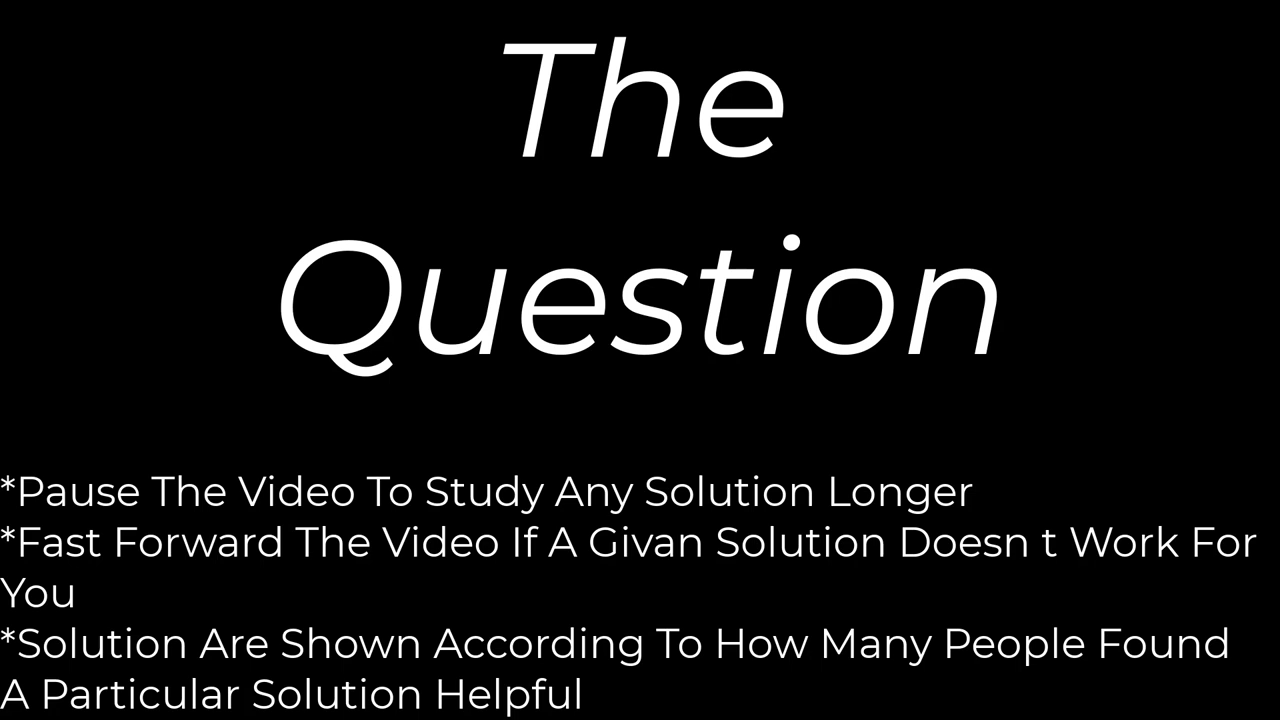 The
Question
*Pause The Video To Study Any Solution Longer
*Fast Forward The Video If A Givan Solution Doesn t Work For
You
*Solution Are Shown According To How Many People Found
A Particular Solution Helpful